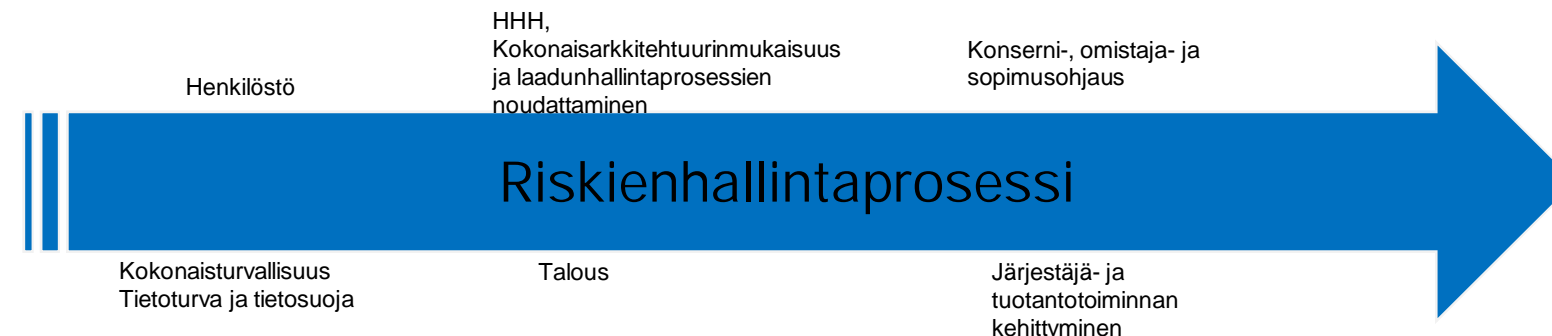 Henkilöstö
HHH,
Kokonaisarkkitehtuurinmukaisuus
ja laadunhallintaprosessien
noudattaminen
Konserni-, omistaja- ja
sopimusohjaus
Riskienhallintaprosessi
Kokonaisturvallisuus
Tietoturva ja tietosuoja
Talous
Järjestäjä- ja
tuotantotoiminnan
kehittyminen